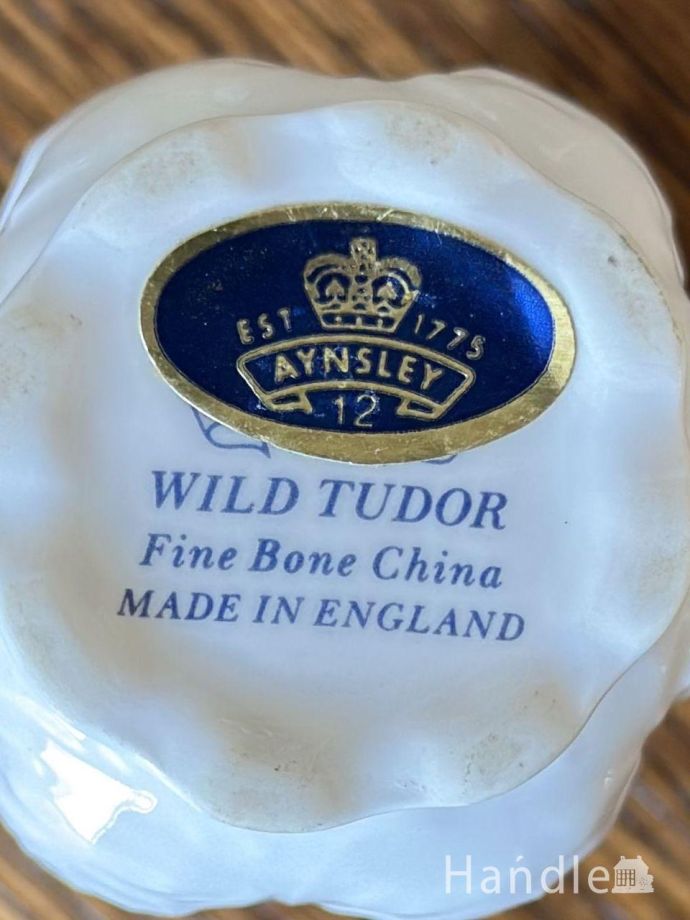 EST 1775
AYNSLEY
12
WILD TUDOR
Fine Bone China
MADE IN ENGLAND
Handle